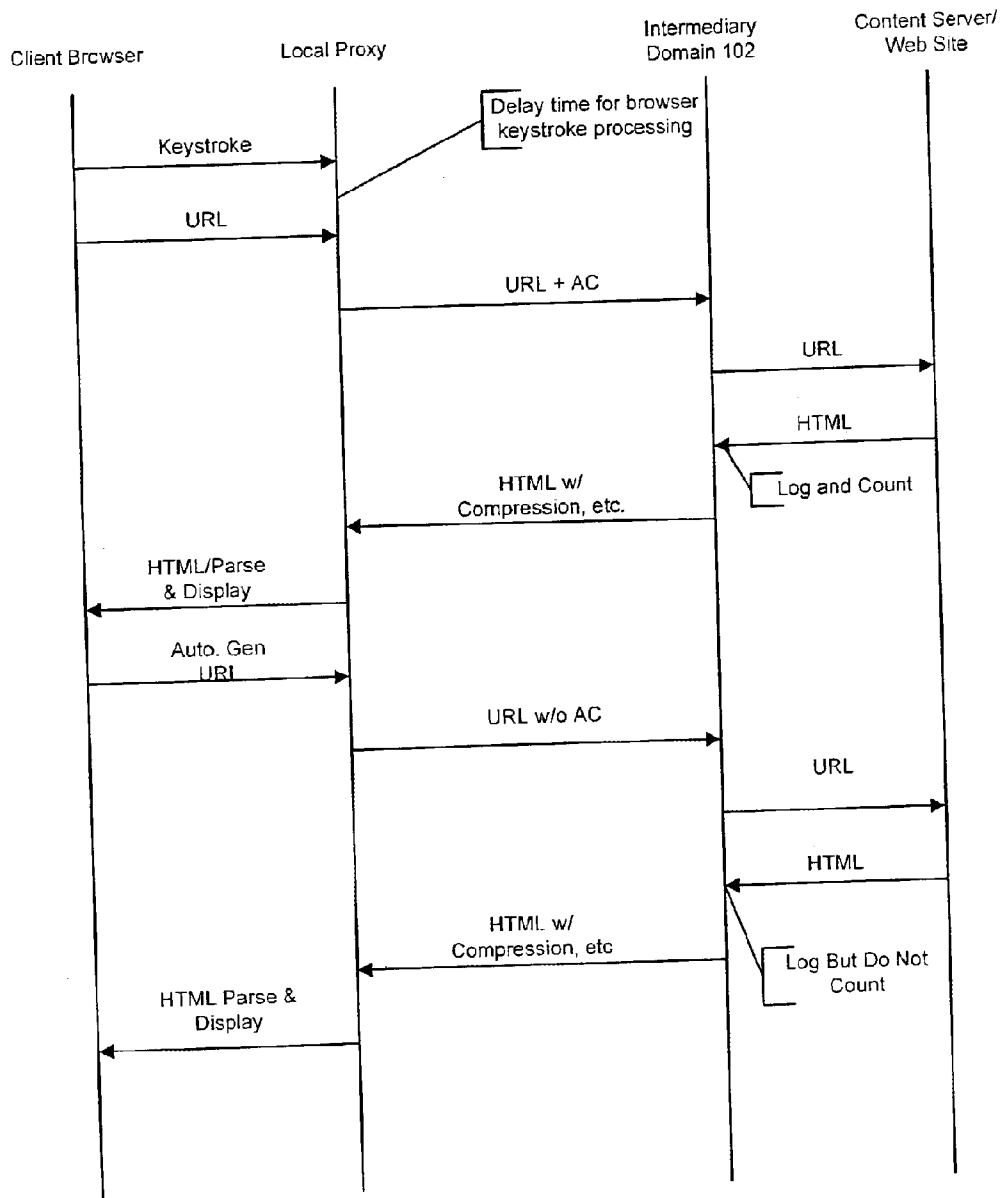 Client Browser
Local Proxy
Intermediary
Domain 102
Content Server/
Web Site
Delay time for browser
keystroke processing
Keystroke
URL
URL + AC
URL
HTML
Log and Count
HTML w/
Compression, etc.
HTML/Parse
& Display
Auto. Gen
URL
URL w/o AC
URL
HTML
HTML w/
Compression, etc
Log But Do Not
Count
HTML Parse &
Display